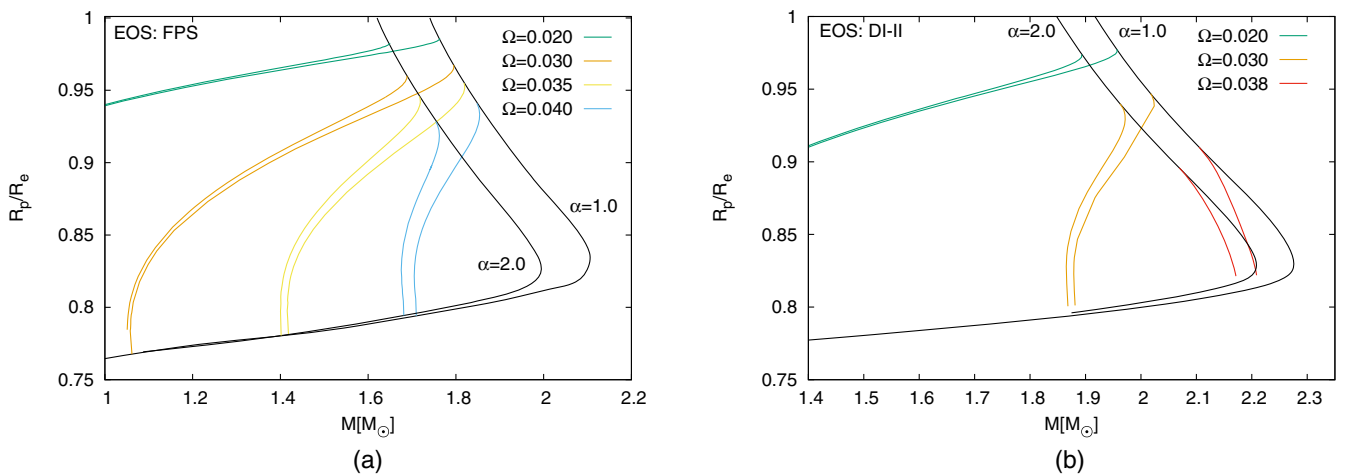 EOS: FPS
Ω=0.020
Ω=0.030
Ω=0.035
Ω=0.040
α=1.0
α=2.0
1
0.95
0.9
0.85
0.8
0.75
R_p/R_e
1 1.2 1.4 1.6 1.8 2 2.2
M[M_⊙]
(a)
EOS: DI-II
α=2.0 α=1.0
Ω=0.020
Ω=0.030
Ω=0.038
1
0.95
0.9
0.85
0.8
0.75
R_p/R_e
1.4 1.5 1.6 1.7 1.8 1.9 2 2.1 2.2 2.3
M[M_⊙]
(b)